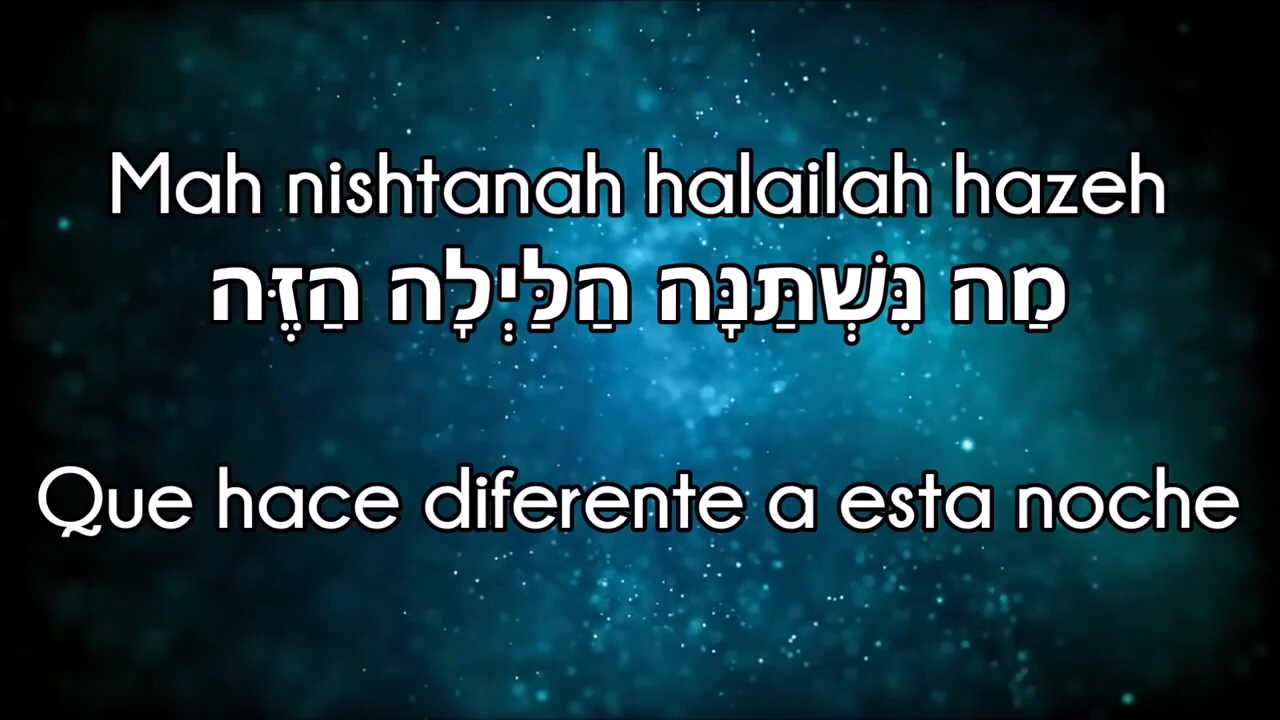 Mah nishtanah halailah hazeh
מַה נִּשְׁתַּנָּה הַלַּיְלָה הַזֶּה
Que hace diferente a esta noche